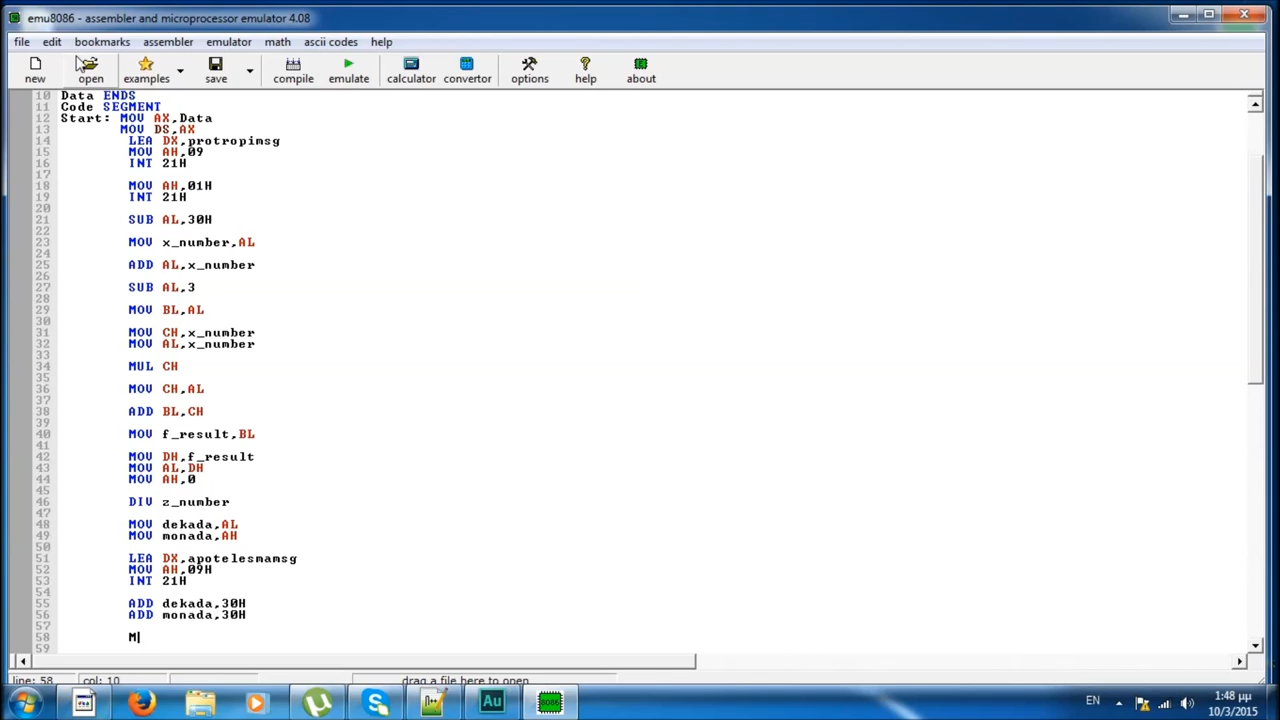 emu8086 - assembler and microprocessor emulator 4.08
file edit bookmarks assembler emulator math ascii codes help
new open examples save compile emulate calculator convertor options help about
10 Data ENDS
11 Code SEGMENT
12 Start: MOV AX,Data
13 MOV DS,AX
14 LEA DX,protropimsg
15 MOV AH,09
16 INT 21H
17
18 MOV AH,01H
19 INT 21H
20
21 SUB AL,30H
22
23 MOV x_number,AL
24
25 ADD AL,x_number
26
27 SUB AL,3
28
29 MOV BL,AL
30
31 MOV CH,x_number
32 MOV AL,x_number
33
34 MUL CH
35
36 MOV CH,AL
37
38 ADD BL,CH
39
40 MOV f_result,BL
41
42 MOV DH,f_result
43 MOV AL,DH
44 MOV AH,0
45
46 DIV z_number
47
48 MOV dekada,AL
49 MOV monada,AH
50
51 LEA DX,apotelesmamsg
52 MOV AH,09H
53 INT 21H
54
55 ADD dekada,30H
56 ADD monada,30H
57
58 M
59
line: 58 col: 10 drag a file here to open
Au 8086 EN 1:48 μμ
10/3/2015